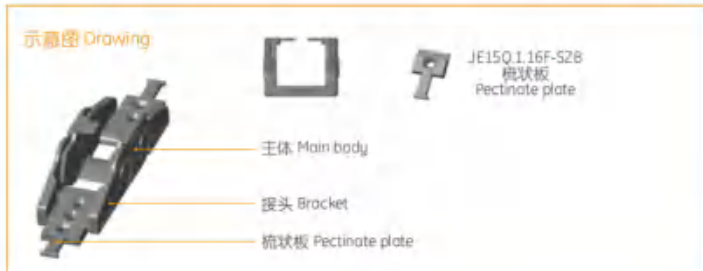 示意图 Drawing
JE15Q.1.16F-SZB
梳状板
Pectinate plate
主体 Main body
接头 Bracket
梳状板 Pectinate plate